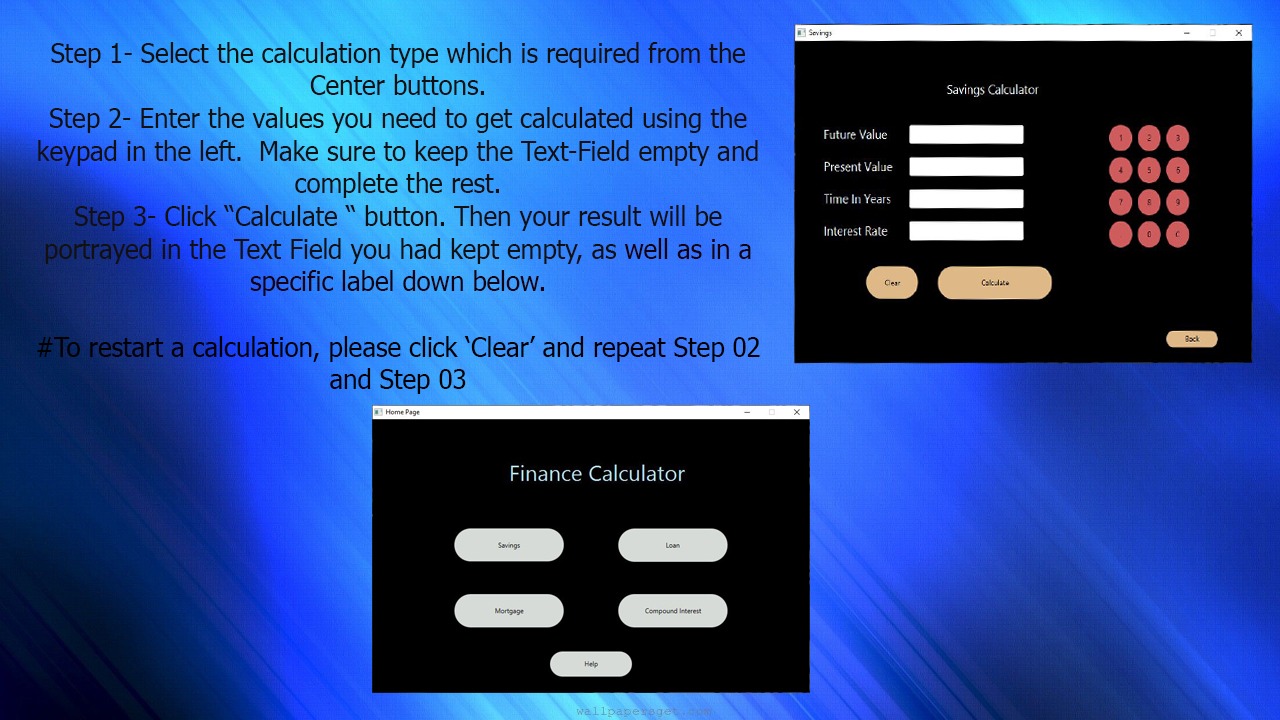 Step 1- Select the calculation type which is required from the
Center buttons.
Step 2- Enter the values you need to get calculated using the
keypad in the left.  Make sure to keep the Text-Field empty and
complete the rest.
Step 3- Click “Calculate “ button. Then your result will be
portrayed in the Text Field you had kept empty, as well as in a
specific label down below.
#To restart a calculation, please click ‘Clear’ and repeat Step 02
and Step 03
Savings
Savings Calculator
Future Value
Present Value
Time In Years
Interest Rate
1 2 3
4 5 6
7 8 9
0 C
Clear Calculate
Back
Home Page
Finance Calculator
Savings Loan
Mortgage Compound Interest
Help